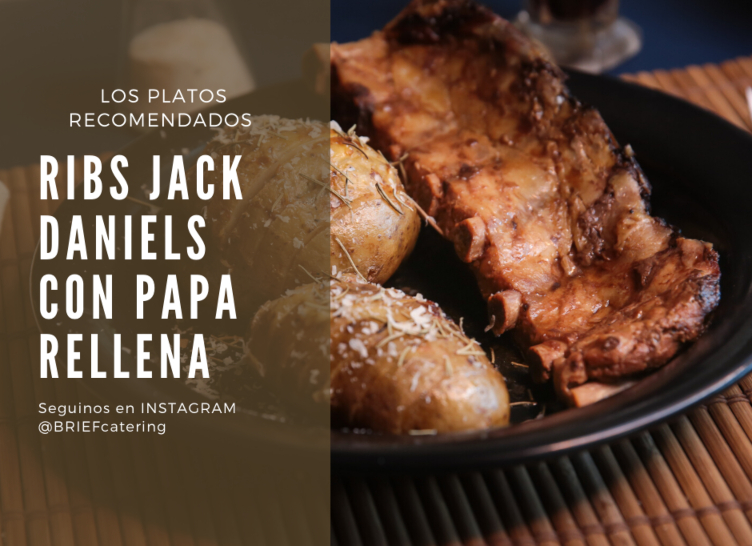 LOS PLATOS
RECOMENDADOS
RIBS JACK
DANIELS
CON PAPA
RELLENA
Seguinos en INSTAGRAM
@BRIEFcatering